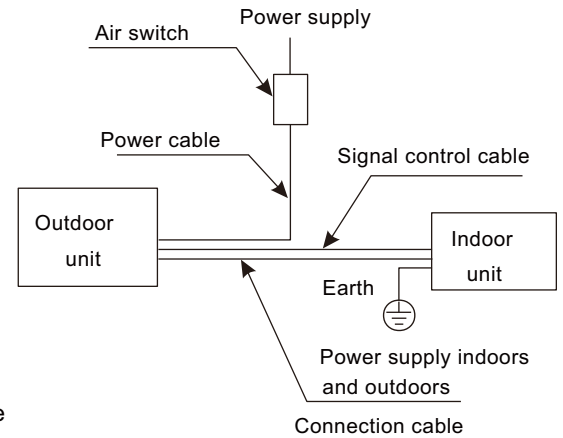 Power supply
Air switch
Power cable
Signal control cable
Outdoor
unit
Indoor
unit
Earth
Power supply indoors
and outdoors
Connection cable
e